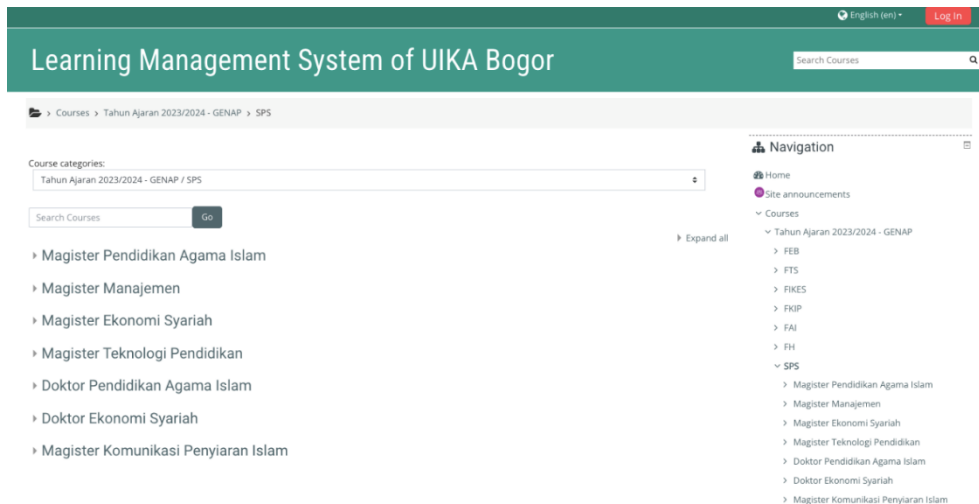 English (en)
Log In
Learning Management System of UIKA Bogor
Search Courses
Courses > Tahun Ajaran 2023/2024 - GENAP > SPS
Course categories:
Tahun Ajaran 2023/2024 - GENAP / SPS
Search Courses
Go
Expand all
Magister Pendidikan Agama Islam
Magister Manajemen
Magister Ekonomi Syariah
Magister Teknologi Pendidikan
Doktor Pendidikan Agama Islam
Doktor Ekonomi Syariah
Magister Komunikasi Penyiaran Islam
Navigation
Home
Site announcements
Courses
Tahun Ajaran 2023/2024 - GENAP
FEB
FTS
FIKES
FKIP
FAI
FH
SPS
Magister Pendidikan Agama Islam
Magister Manajemen
Magister Ekonomi Syariah
Magister Teknologi Pendidikan
Doktor Pendidikan Agama Islam
Doktor Ekonomi Syariah
Magister Komunikasi Penyiaran Islam